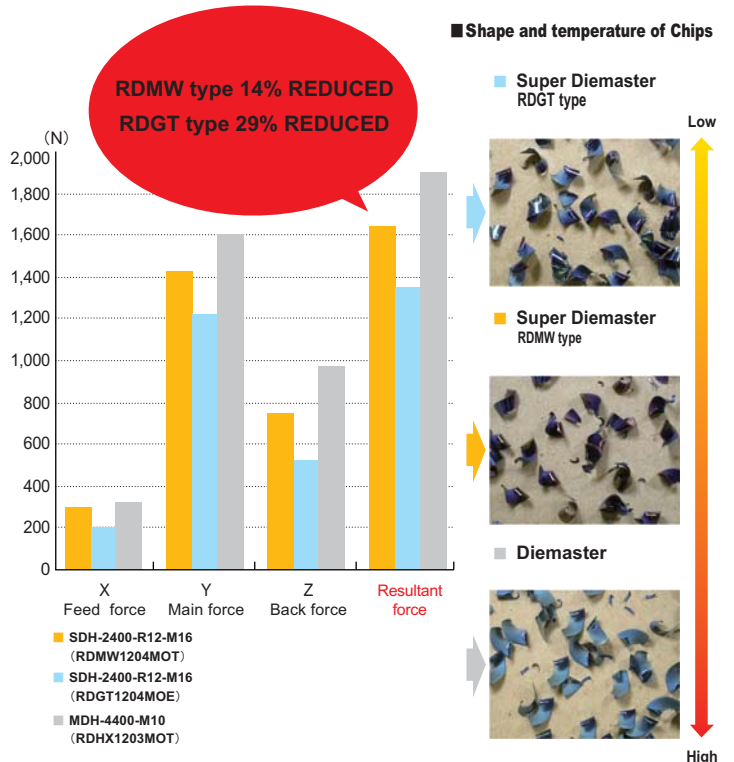 RDMW type 14% REDUCED
RDGT type 29% REDUCED
（N）
2,000
1,800
1,600
1,400
1,200
1,000
800
600
400
200
0
X
Feed force
Y
Main force
Z
Back force
Resultant
force
SDH-2400-R12-M16
（RDMW1204MOT）
SDH-2400-R12-M16
（RDGT1204MOE）
MDH-4400-M10
（RDHX1203MOT）
■Shape and temperature of Chips
Super Diemaster
RDGT type
Low
Super Diemaster
RDMW type
Diemaster
High